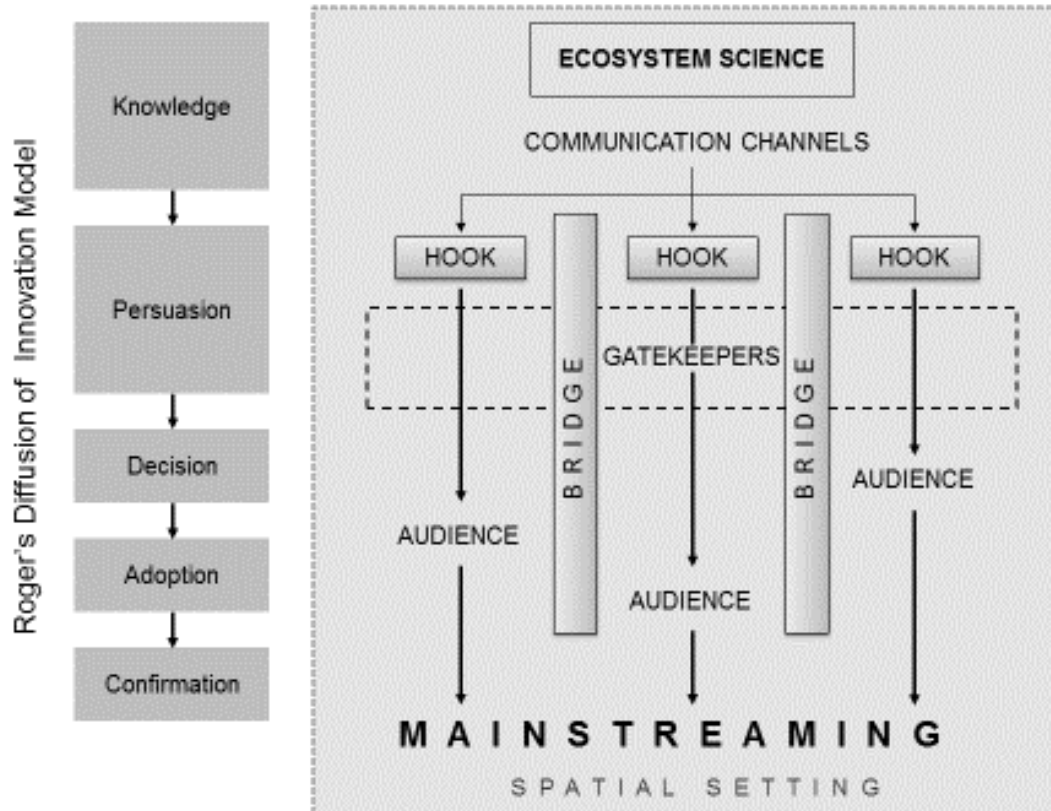 Roger's Diffusion of Innovation Model
Knowledge
Persuasion
Decision
Adoption
Confirmation
ECOSYSTEM SCIENCE
COMMUNICATION CHANNELS
HOOK
HOOK
HOOK
BRIDGE
BRIDGE
GATEKEEPERS
AUDIENCE
AUDIENCE
AUDIENCE
MAINSTREAMING
SPATIAL SETTING